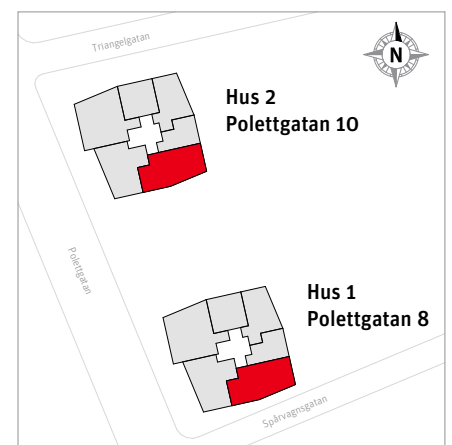 Triangelgatan
N
Hus 2
Polettgatan 10
Polettgatan
Hus 1
Polettgatan 8
Spårvagnsgatan